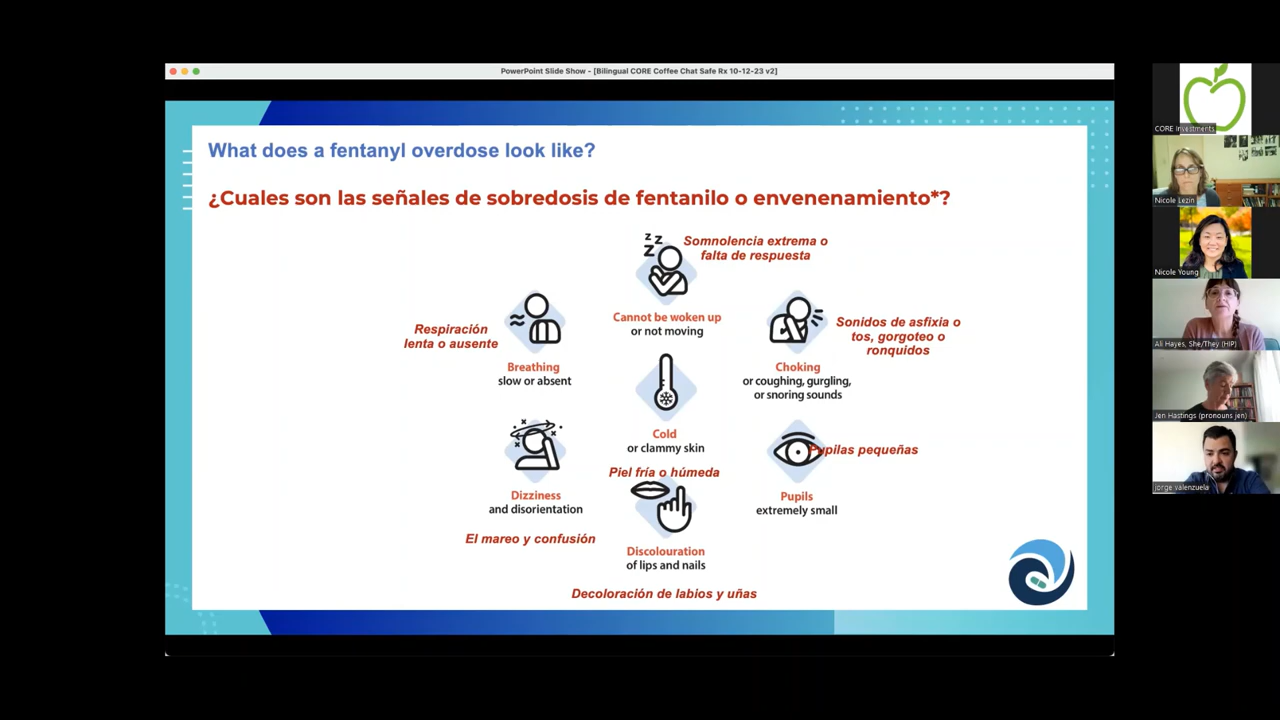 PowerPoint Slide Show - [Bilingual CORE Coffee Chat Safe Rx 10-12-23 v2]
What does a fentanyl overdose look like?
¿Cuales son las señales de sobredosis de fentanilo o envenenamiento*?
z z
z
Somnolencia extrema o
falta de respuesta
Cannot be woken up
or not moving
Respiración
lenta o ausente
Breathing
slow or absent
Sonidos de asfixia o
tos, gorgoteo o
ronquidos
Choking
or coughing, gurgling,
or snoring sounds
Cold
or clammy skin
Piel fría o húmeda
Dizziness
and disorientation
El mareo y confusión
Pupilas pequeñas
Pupils
extremely small
Discolouration
of lips and nails
Decoloración de labios y uñas
CORE Investments
Nicole Lezin
Nicole Young
Ali Hayes, She/They (HIP)
Jen Hastings (pronouns jen)
jorge valenzuela